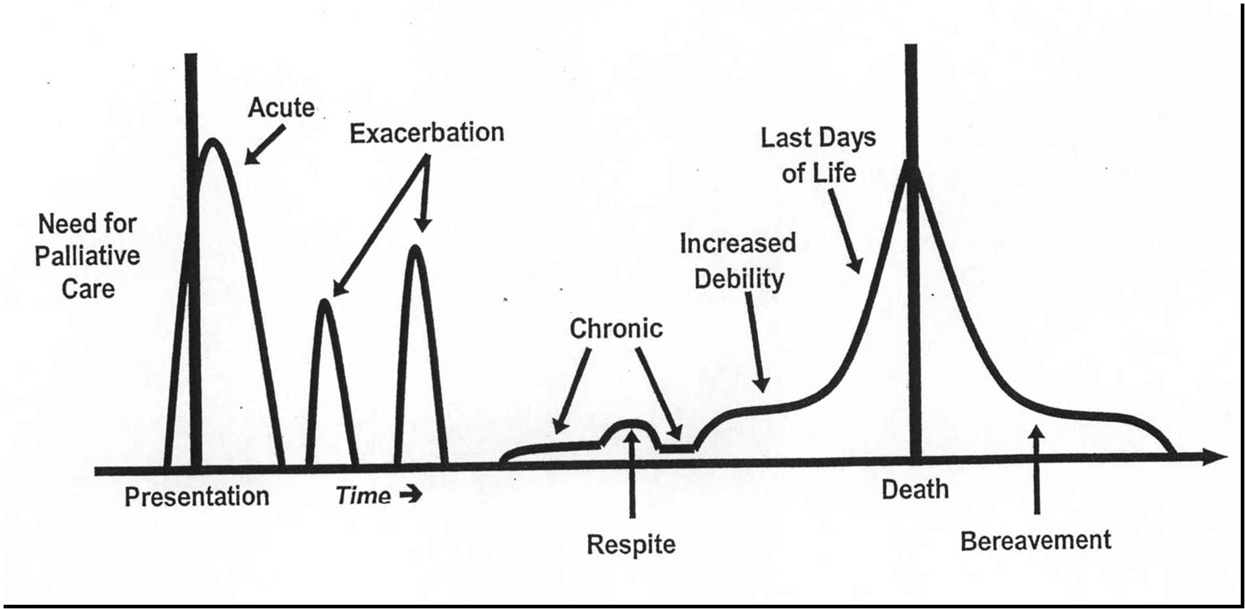 Acute
Exacerbation
Last Days
of Life
Need for
Palliative
Care
Increased
Debility
Chronic
Presentation
Time →
Death
Respite
Bereavement